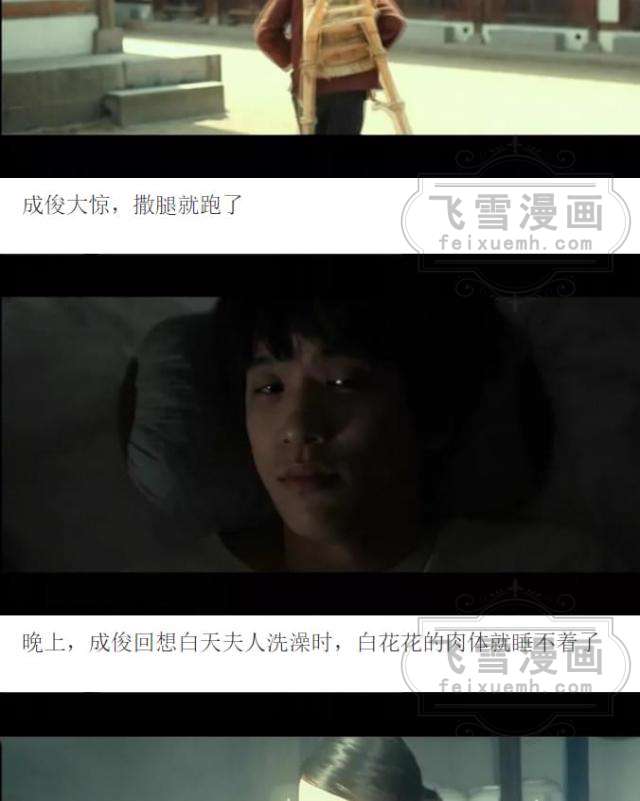 飞雪漫画
成俊大惊，撒腿就跑了
feixuemh.com
飞雪漫画
晚上，成俊回想白天夫人洗澡时，白花花的肉体就睡不着了
feixuemh.com